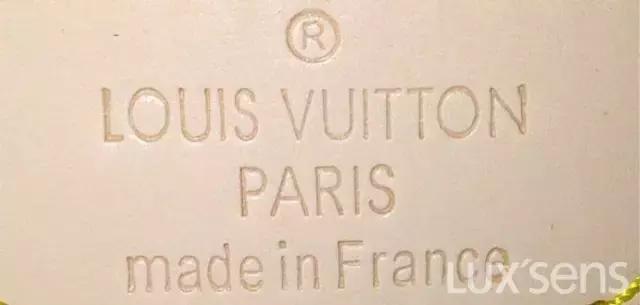 ®
LOUIS VUITTON
PARIS
made in France
LUX'sens